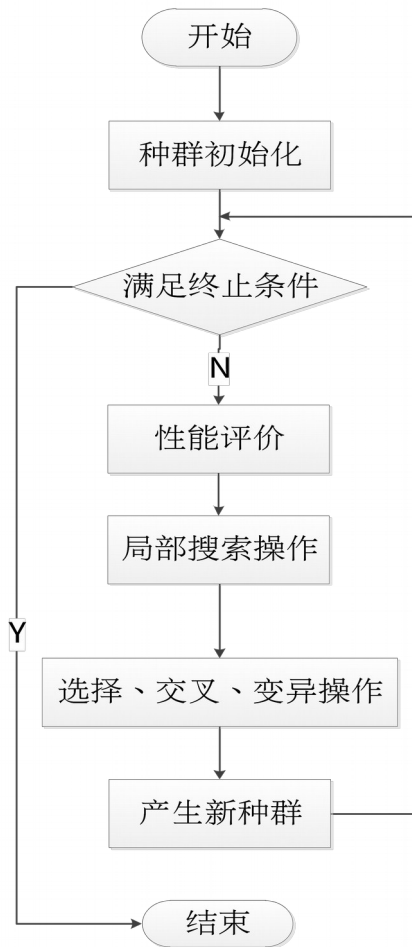 开始
种群初始化
满足终止条件
N
性能评价
局部搜索操作
Y
选择、交叉、变异操作
产生新种群
结束